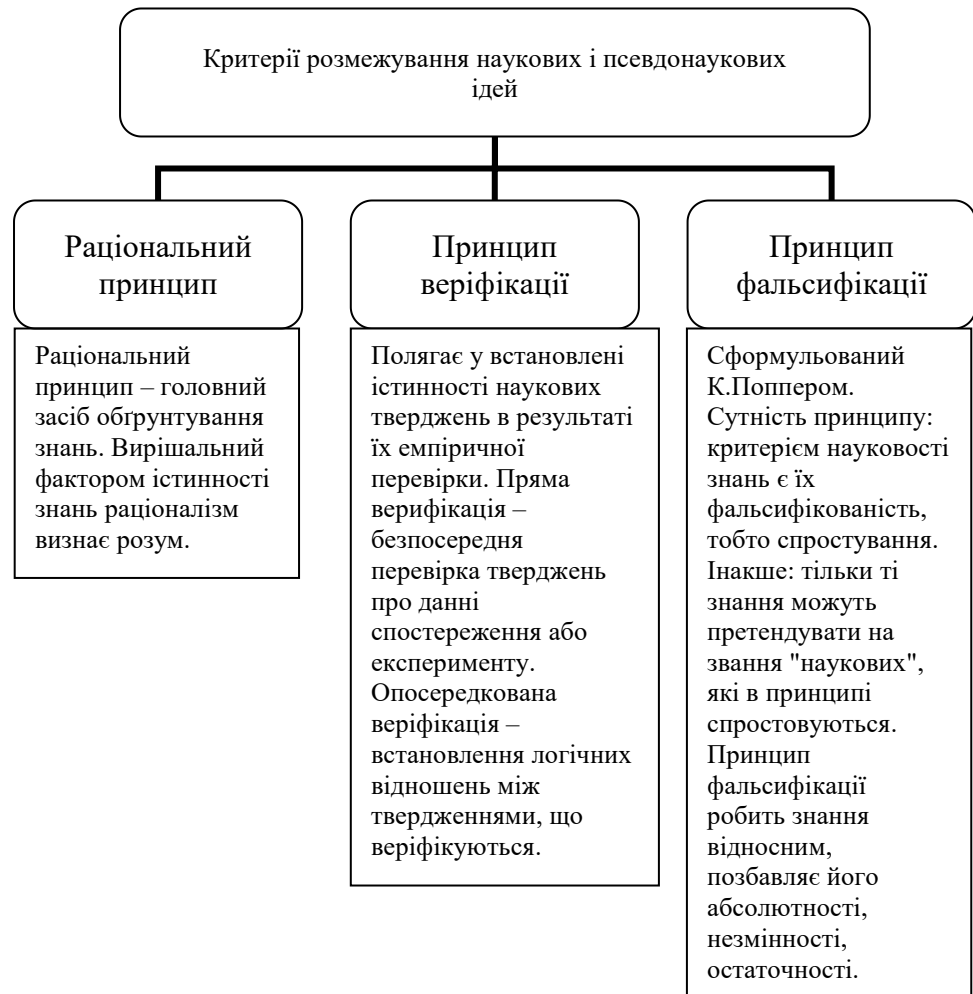 Критерії розмежування наукових і псевдонаукових
ідей
Раціональний
принцип
Раціональний
принцип – головний
засіб обґрунтування
знань. Вирішальний
фактором істинності
знань раціоналізм
визнає розум.
Принцип
веріфікації
Полягає у встановлені
істинності наукових
тверджень в результаті
їх емпіричної
перевірки. Пряма
верифікація –
безпосередня
перевірка тверджень
про данні
спостереження або
експерименту.
Опосередкована
веріфікація –
встановлення логічних
відношень між
твердженнями, що
веріфікуються.
Принцип
фальсифікації
Сформульований
К.Поппером.
Сутність принципу:
критерієм науковості
знань є їх
фальсифікованість,
тобто спростування.
Інакше: тільки ті
знання можуть
претендувати на
звання "наукових",
які в принципі
спростовуються.
Принцип
фальсифікації
робить знання
відносним,
позбавляє його
абсолютності,
незмінності,
остаточності.